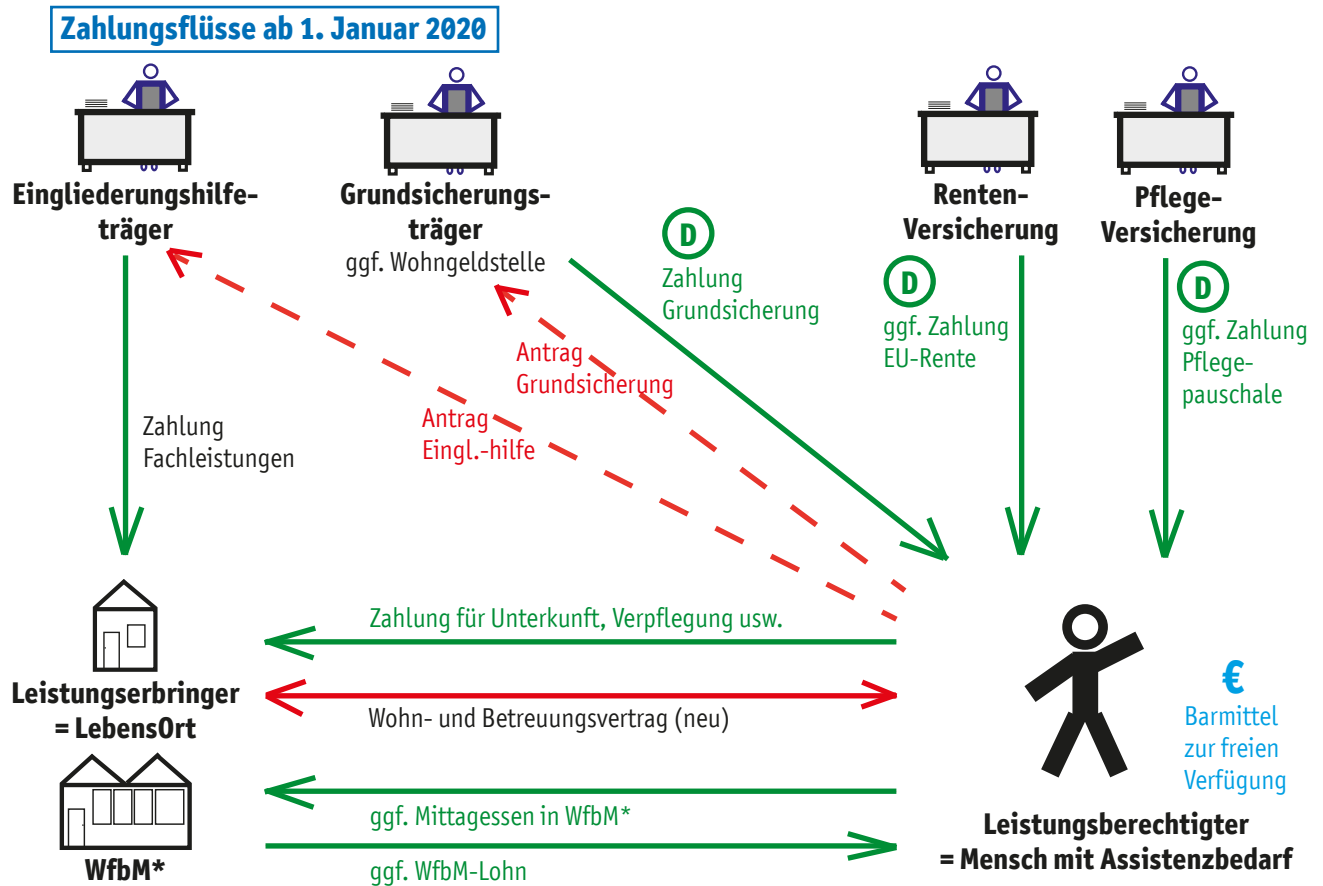 Zahlungsflüsse ab 1. Januar 2020
Eingliederungshilfe-
träger
Grundsicherungs-
träger
ggf. Wohngeldstelle
Renten-
Versicherung
Pflege-
Versicherung
D
Zahlung
Grundsicherung
D
ggf. Zahlung
EU-Rente
D
ggf. Zahlung
Pflege-
pauschale
Antrag
Grundsicherung
Antrag
Eingl.-hilfe
Zahlung
Fachleistungen
Zahlung für Unterkunft, Verpflegung usw.
Leistungserbringer
= LebensOrt
Wohn- und Betreuungsvertrag (neu)
€
Barmittel
zur freien
Verfügung
ggf. Mittagessen in WfbM*
Leistungsberechtigter
= Mensch mit Assistenzbedarf
WfbM*
ggf. WfbM-Lohn